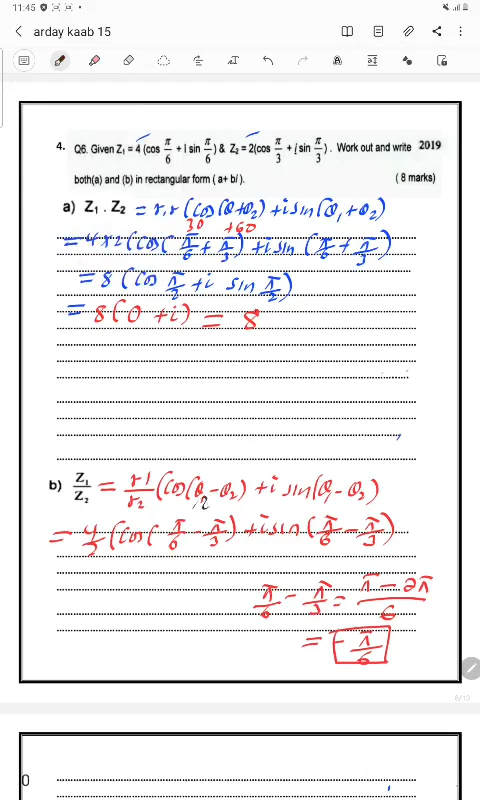 11:45
arday kaab 15
4. Q6. Given Z₁ = 4 (cos π/6 + i sin π/6) & Z₂ = 2(cos π/3 + i sin π/3). Work out and write 2019
both(a) and (b) in rectangular form ( a+ bi ). ( 8 marks)
a) Z₁ . Z₂ = r.r (cos(θ+θ₂) + i sin(θ₁+θ₂)
30 +60
= 4x2 (cos( π/6 + π/3 ) + i sin ( π/6 + π/3 )
= 8 (cos π/2 + i sin π/2)
= 8(0 + i) = 8
b) Z₁/Z₂ = r1/r₂ (cos(θ₁-θ₂) + i sin(θ-θ₂)
= 4/2 (cos( π/6 - π/3 ) + i sin( π/6 - π/3 )
π/6 - π/3 = π-2π/6
= -π/6
8/13
0